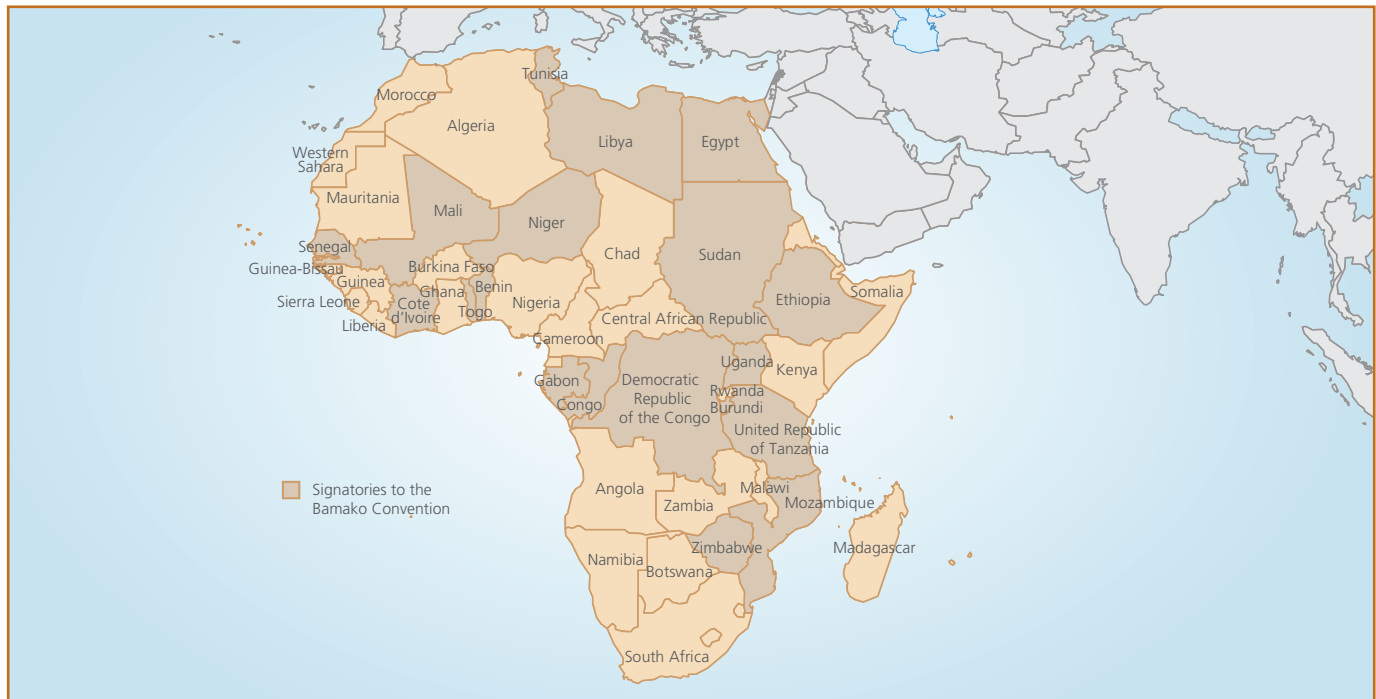 Tunisia
Morocco
Algeria
Libya
Egypt
Western
Sahara
Mauritania
Mali
Niger
Senegal
Chad
Sudan
Guinea-Bissau
Burkina Faso
Guinea
Benin
Ghana
Nigeria
Ethiopia
Somalia
Sierra Leone
Cote
d’Ivoire
Togo
Liberia
Central African Republic
Cameroon
Uganda
Kenya
Gabon
Democratic
Republic
of the Congo
Rwanda
Congo
Burundi
United Republic
of Tanzania
Angola
Malawi
Signatories to the
Bamako Convention
Zambia
Mozambique
Zimbabwe
Madagascar
Namibia
Botswana
South Africa